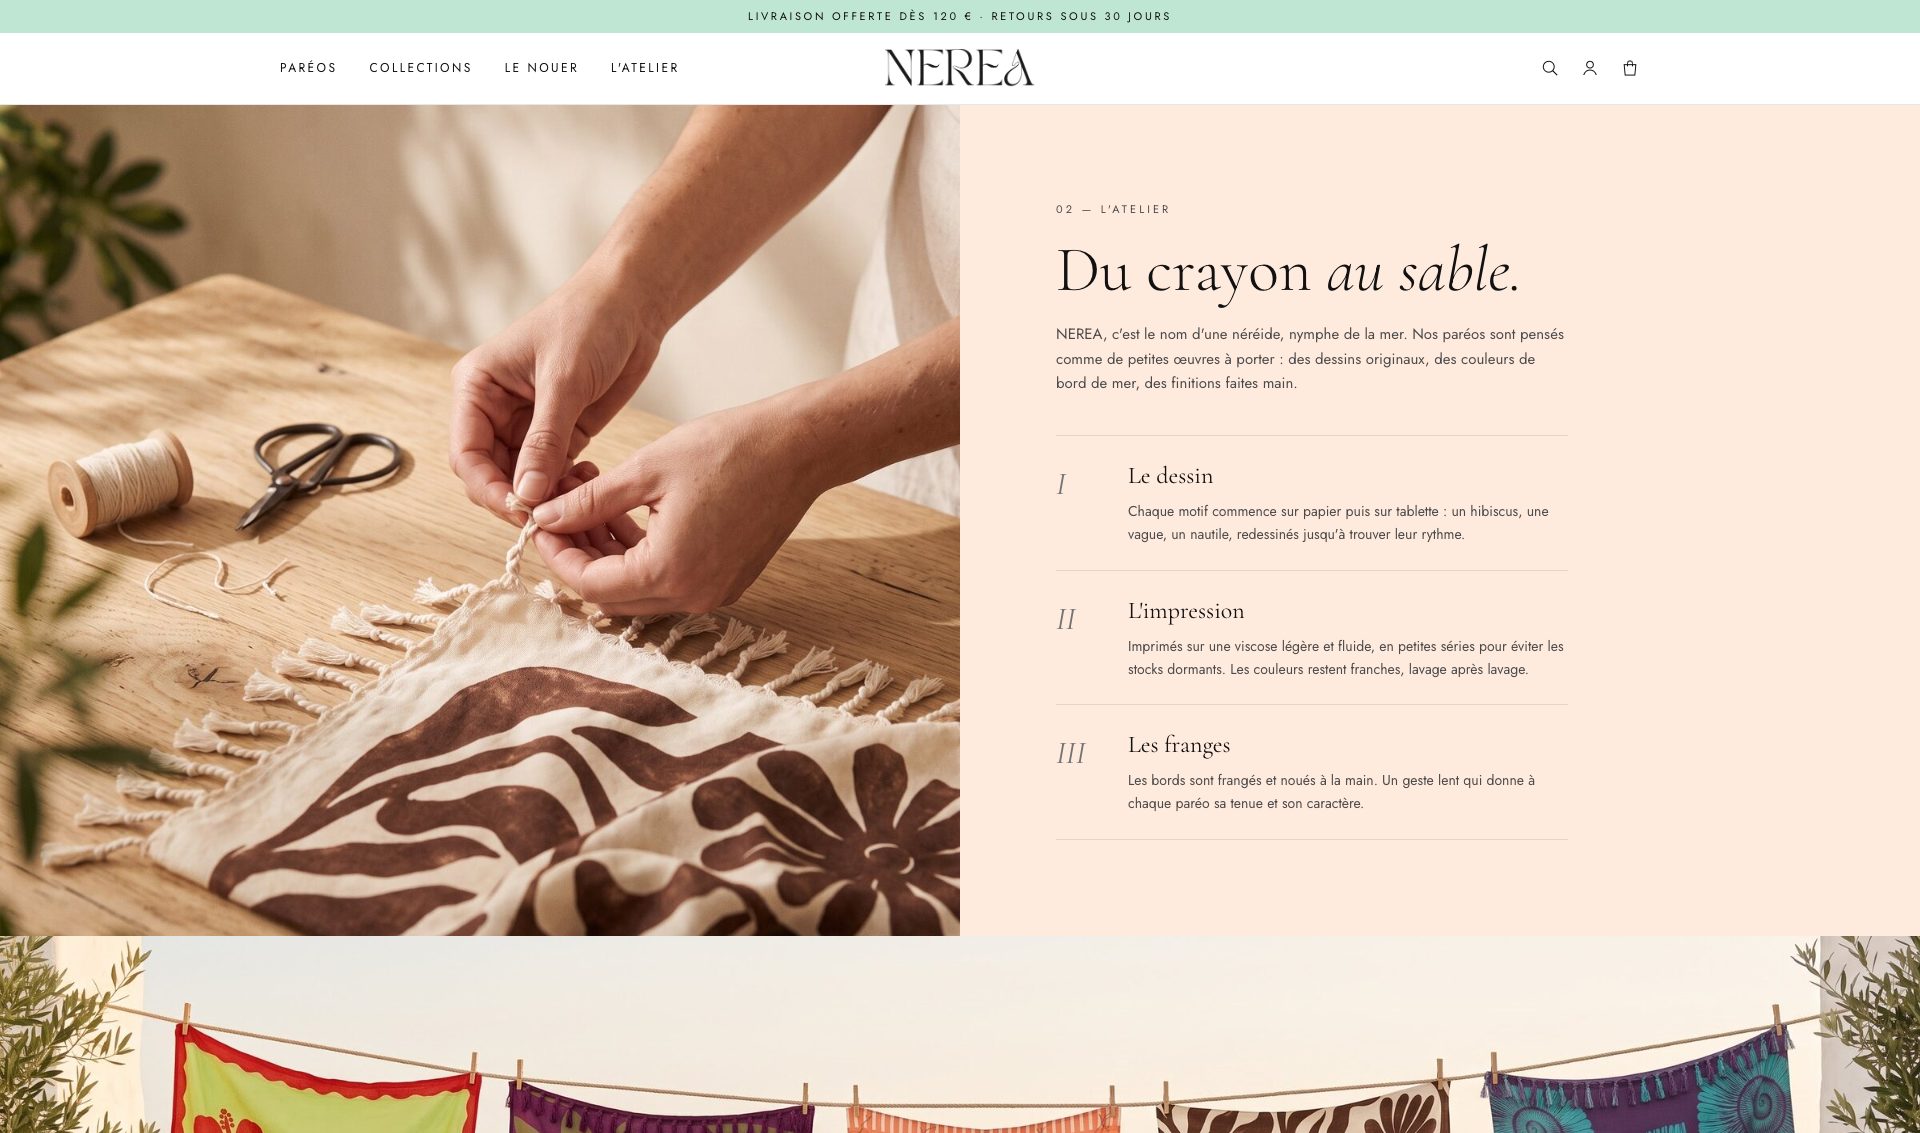 LIVRAISON OFFERTE DÈS 120 € · RETOURS SOUS 30 JOURS
PARÉOS COLLECTIONS LE NOUER L'ATELIER
NEREA
02 — L'ATELIER
Du crayon au sable.
NEREA, c'est le nom d'une néréide, nymphe de la mer. Nos paréos sont pensés
comme de petites œuvres à porter : des dessins originaux, des couleurs de
bord de mer, des finitions faites main.
I
Le dessin
Chaque motif commence sur papier puis sur tablette : un hibiscus, une
vague, un nautile, redessinés jusqu'à trouver leur rythme.
II
L'impression
Imprimés sur une viscose légère et fluide, en petites séries pour éviter les
stocks dormants. Les couleurs restent franches, lavage après lavage.
III
Les franges
Les bords sont frangés et noués à la main. Un geste lent qui donne à
chaque paréo sa tenue et son caractère.